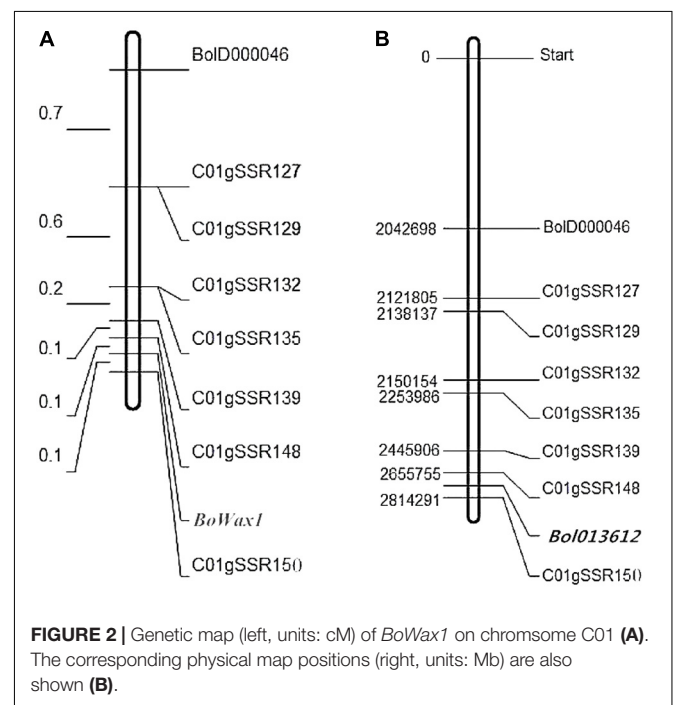 A
BolD000046
0.7
C01gSSR127
0.6
C01gSSR129
0.2
C01gSSR132
0.1
C01gSSR135
0.1
C01gSSR139
0.1
C01gSSR148
BoWax1
C01gSSR150
B
0 Start
2042698 BolD000046
2121805 C01gSSR127
2138137 C01gSSR129
2150154 C01gSSR132
2253986 C01gSSR135
2445906 C01gSSR139
2655755 C01gSSR148
Bol013612
2814291 C01gSSR150
FIGURE 2 | Genetic map (left, units: cM) of BoWax1 on chromsome C01 (A).
The corresponding physical map positions (right, units: Mb) are also
shown (B).